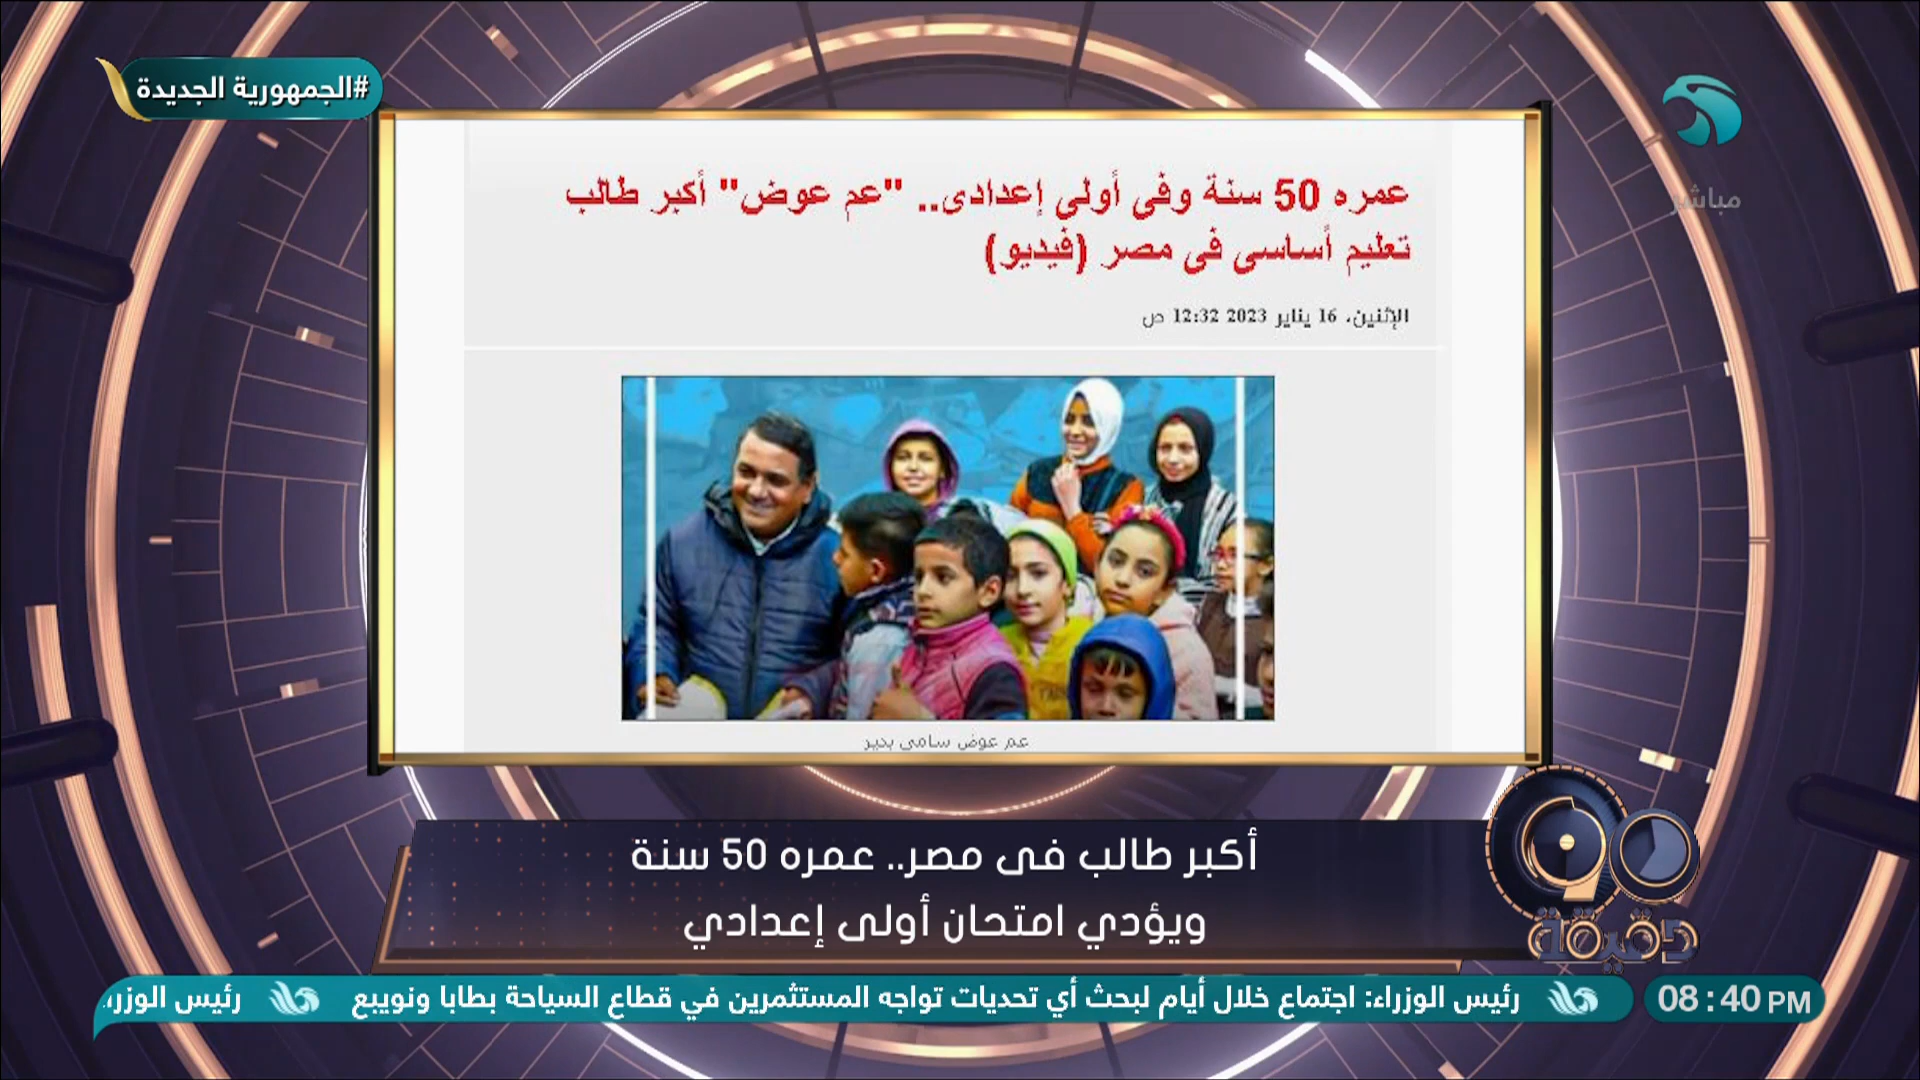 #الجمهورية الجديدة
مباشر
عمره 50 سنة وفى أولى إعدادى.. "عم عوض" أكبر طالب
تعليم أساسى فى مصر (فيديو)
الإثنين، 16 يناير 2023 12:32 ص
عم عوض سامى بدير
أكبر طالب فى مصر.. عمره 50 سنة
ويؤدي امتحان أولى إعدادي
90
دقيقة
رئيس الوزراء: اجتماع خلال أيام لبحث أي تحديات تواجه المستثمرين في قطاع السياحة بطابا ونويبع
رئيس الوزر
08:40 PM